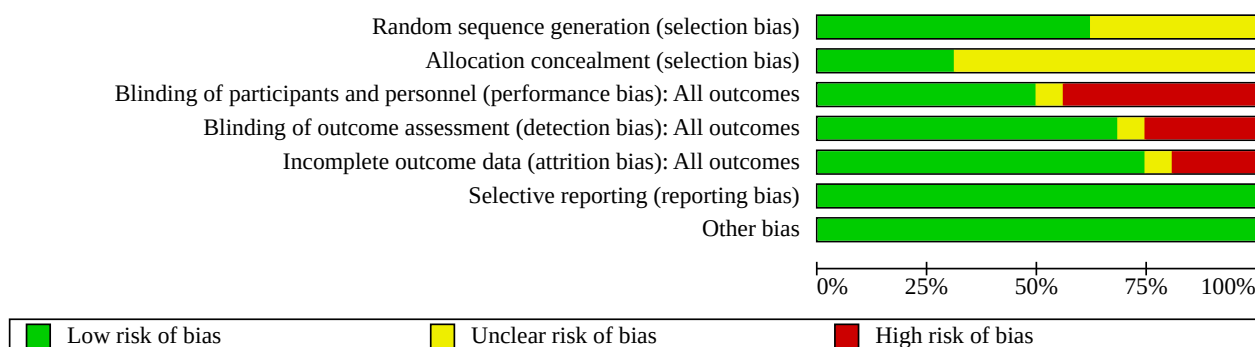 Random sequence generation (selection bias)
Allocation concealment (selection bias)
Blinding of participants and personnel (performance bias): All outcomes
Blinding of outcome assessment (detection bias): All outcomes
Incomplete outcome data (attrition bias): All outcomes
Selective reporting (reporting bias)
Other bias
0% 25% 50% 75% 100%
Low risk of bias Unclear risk of bias High risk of bias